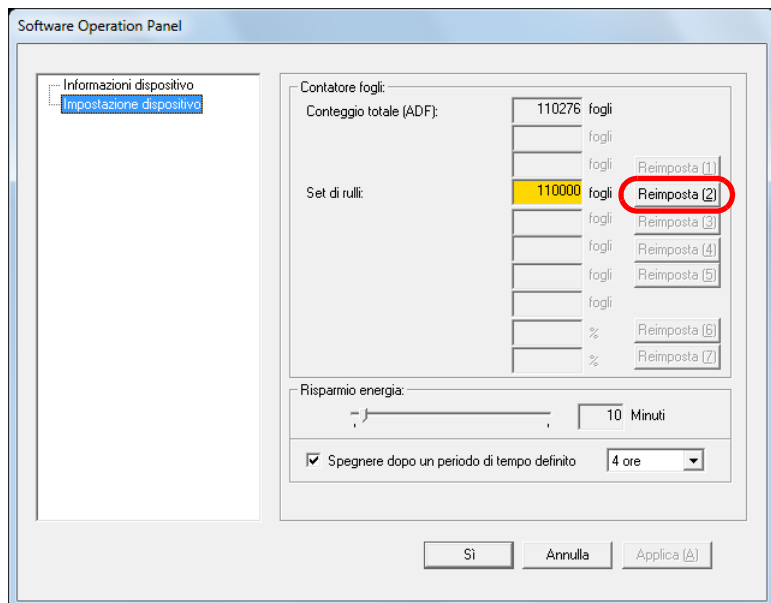 Software Operation Panel
Informazioni dispositivo
Impostazione dispositivo
Contatore fogli:
Conteggio totale (ADF): 110276 fogli
fogli
fogli Reimposta (1)
Set di rulli: 110000 fogli Reimposta (2)
fogli Reimposta (3)
fogli Reimposta (4)
fogli Reimposta (5)
fogli
% Reimposta (6)
% Reimposta (7)
Risparmio energia:
10 Minuti
Spegnere dopo un periodo di tempo definito 4 ore
Sì Annulla Applica (A)